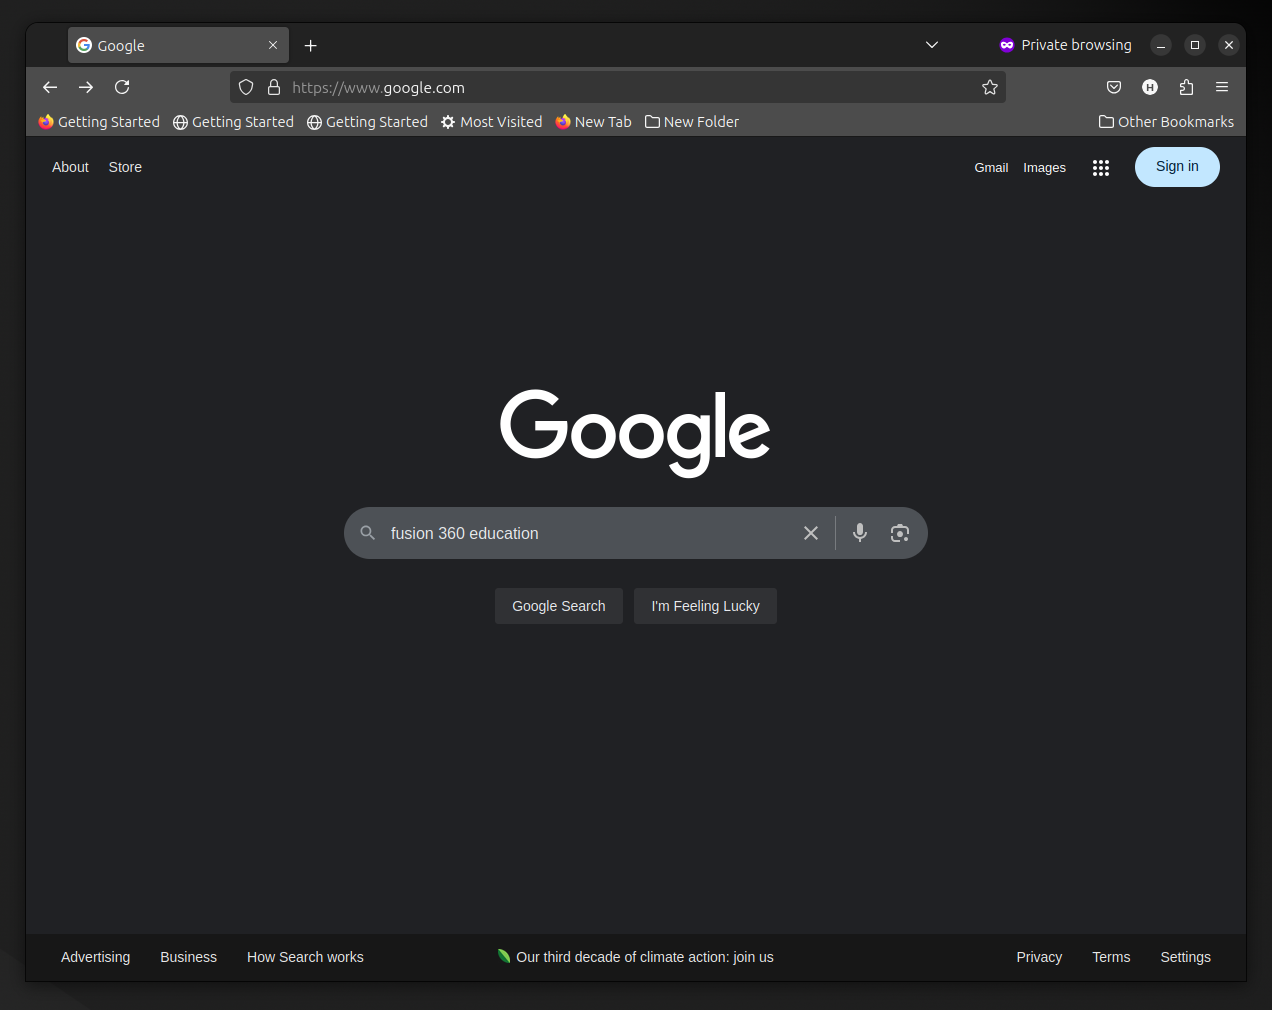 Google
Private browsing
https://www.google.com
H
Getting Started Getting Started Getting Started Most Visited New Tab New Folder Other Bookmarks
About Store Gmail Images Sign in
Google
fusion 360 education
Google Search I'm Feeling Lucky
Advertising Business How Search works Our third decade of climate action: join us Privacy Terms Settings